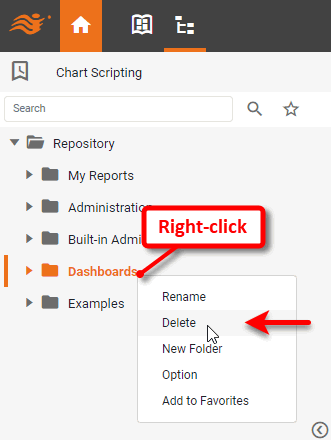 Chart Scripting
Search
Repository
My Reports
Administration
Right-click
Built-in Admi
Dashboards
Examples
Rename
Delete
New Folder
Option
Add to Favorites